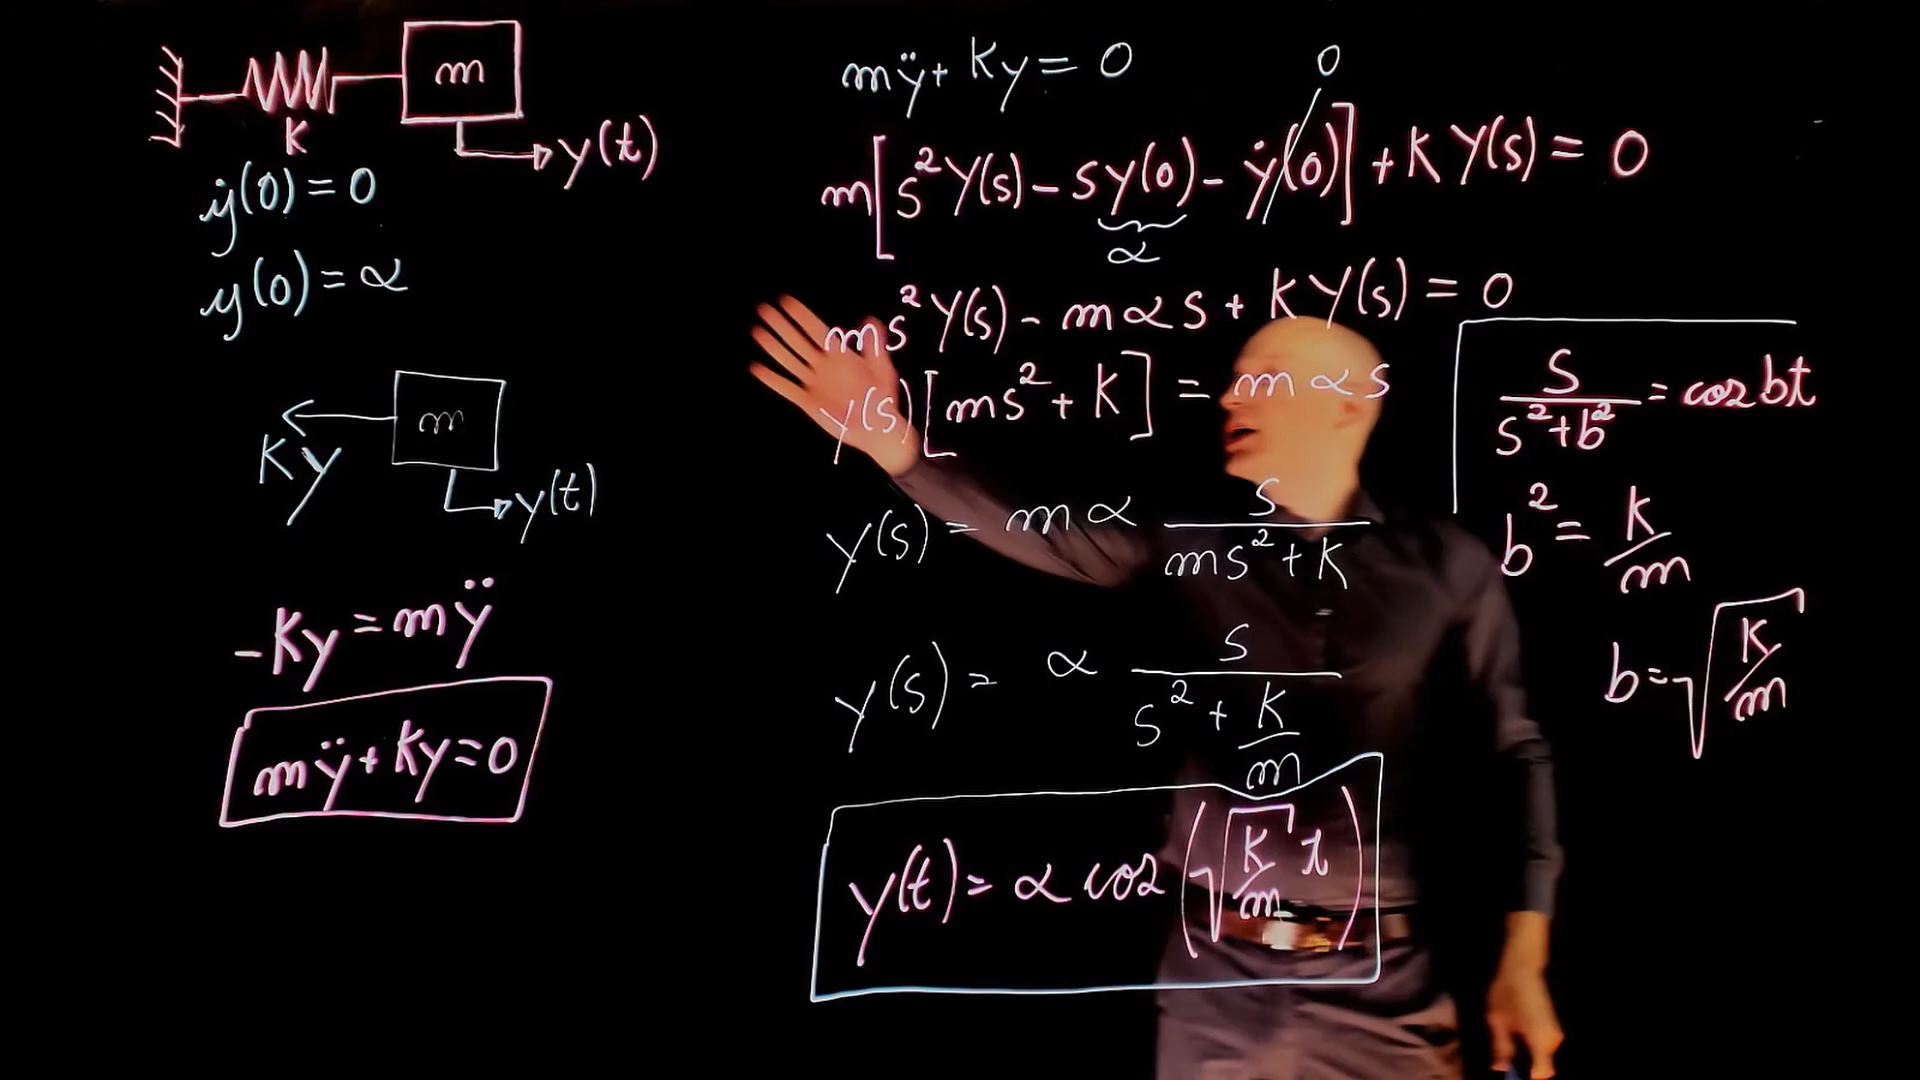 m
K
y(t)
ẏ(0) = 0
y(0) = α
m
Ky
y(t)
-Ky = mÿ
mÿ + Ky = 0
mÿ + Ky = 0
0
m[s²Y(s) - sy(0) - ẏ(0)] + K Y(s) = 0
α
ms²Y(s) - mαs + KY(s) = 0
Y(s)[ms² + K] = mαs
Y(s) = mα s/(ms² + K)
Y(s) = α s/(s² + K/m)
y(t) = α cos(√(K/m) t)
s/(s² + b²) = cos bt
b² = K/m
b = √(K/m)